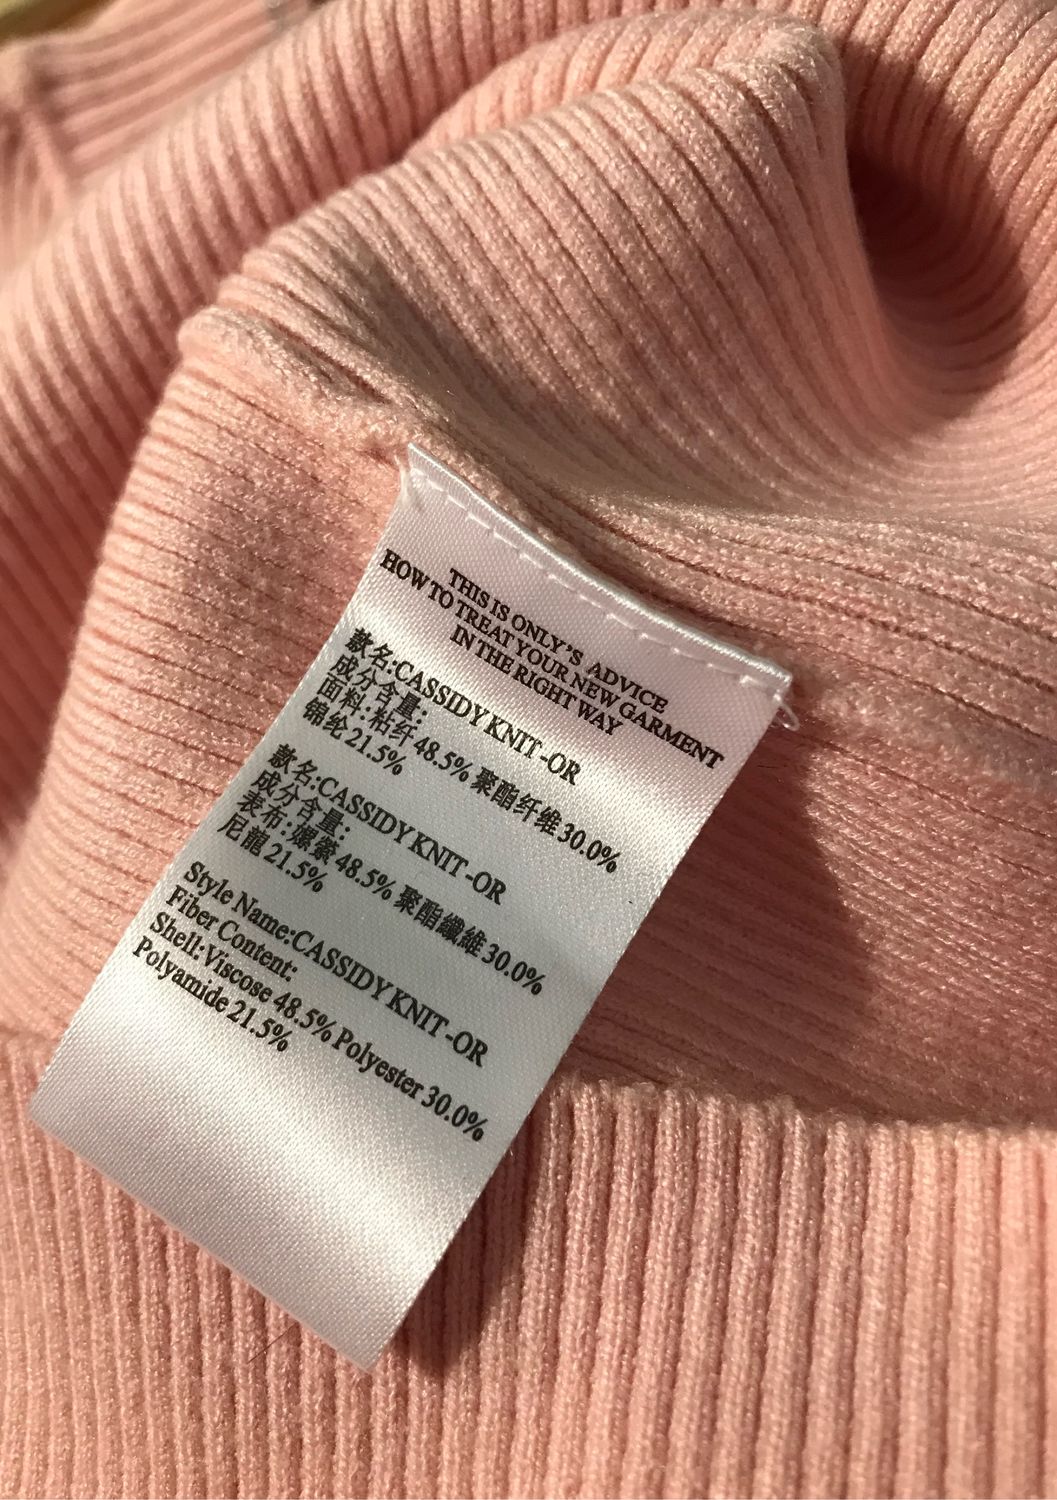 THIS IS ONLY'S ADVICE
HOW TO TREAT YOUR NEW GARMENT
IN THE RIGHT WAY
款名:CASSIDY KNIT-OR
成分含量:
面料:粘纤 48.5% 聚酯纤维 30.0%
锦纶 21.5%
款名:CASSIDY KNIT-OR
成分含量:
表布:嫘縈 48.5% 聚酯纖維 30.0%
尼龍 21.5%
Style Name:CASSIDY KNIT-OR
Fiber Content:
Shell:Viscose 48.5% Polyester 30.0%
Polyamide 21.5%